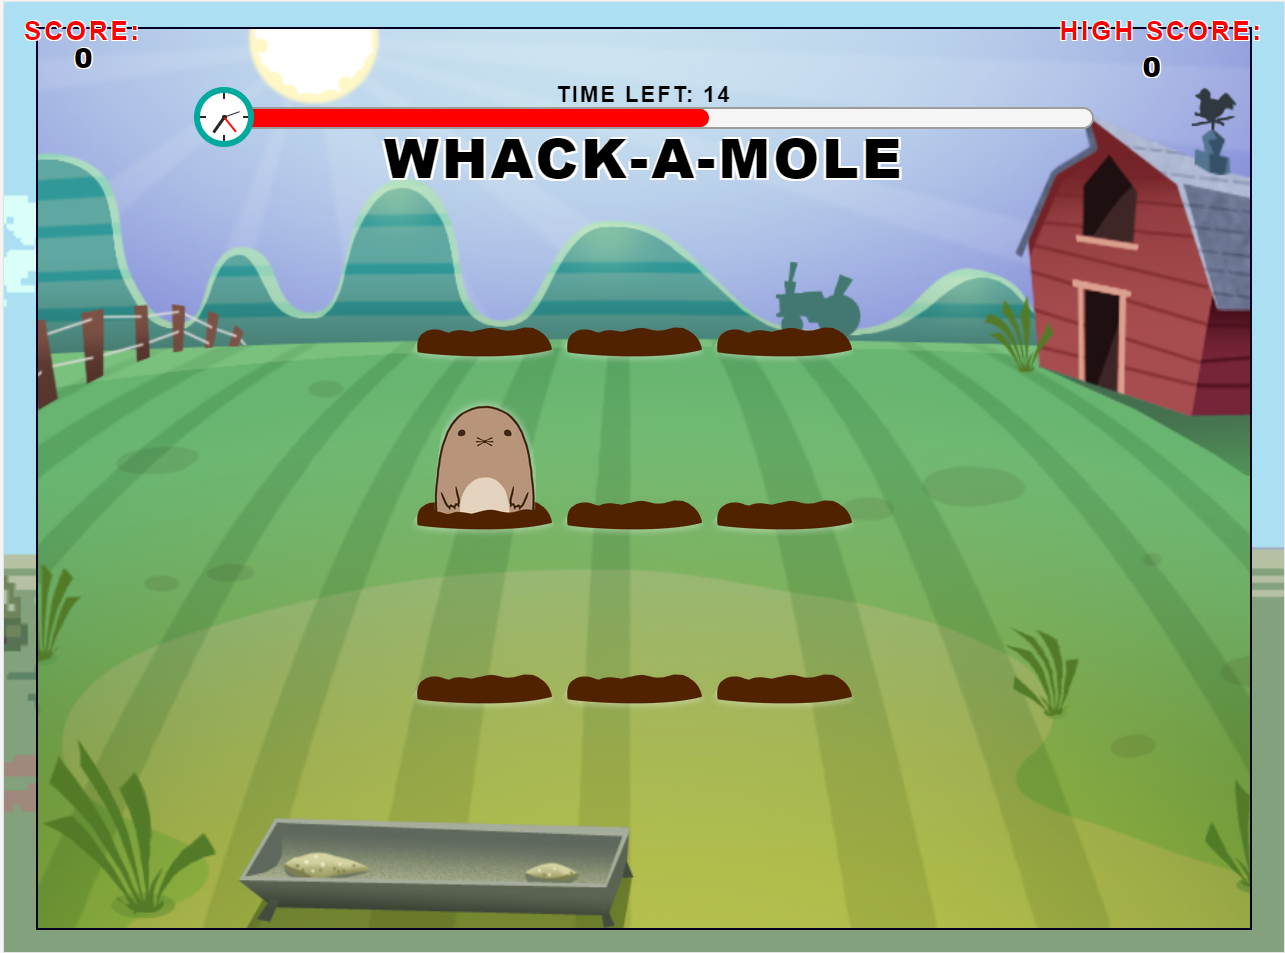 SCORE:
0
HIGH SCORE:
0
TIME LEFT: 14
WHACK-A-MOLE